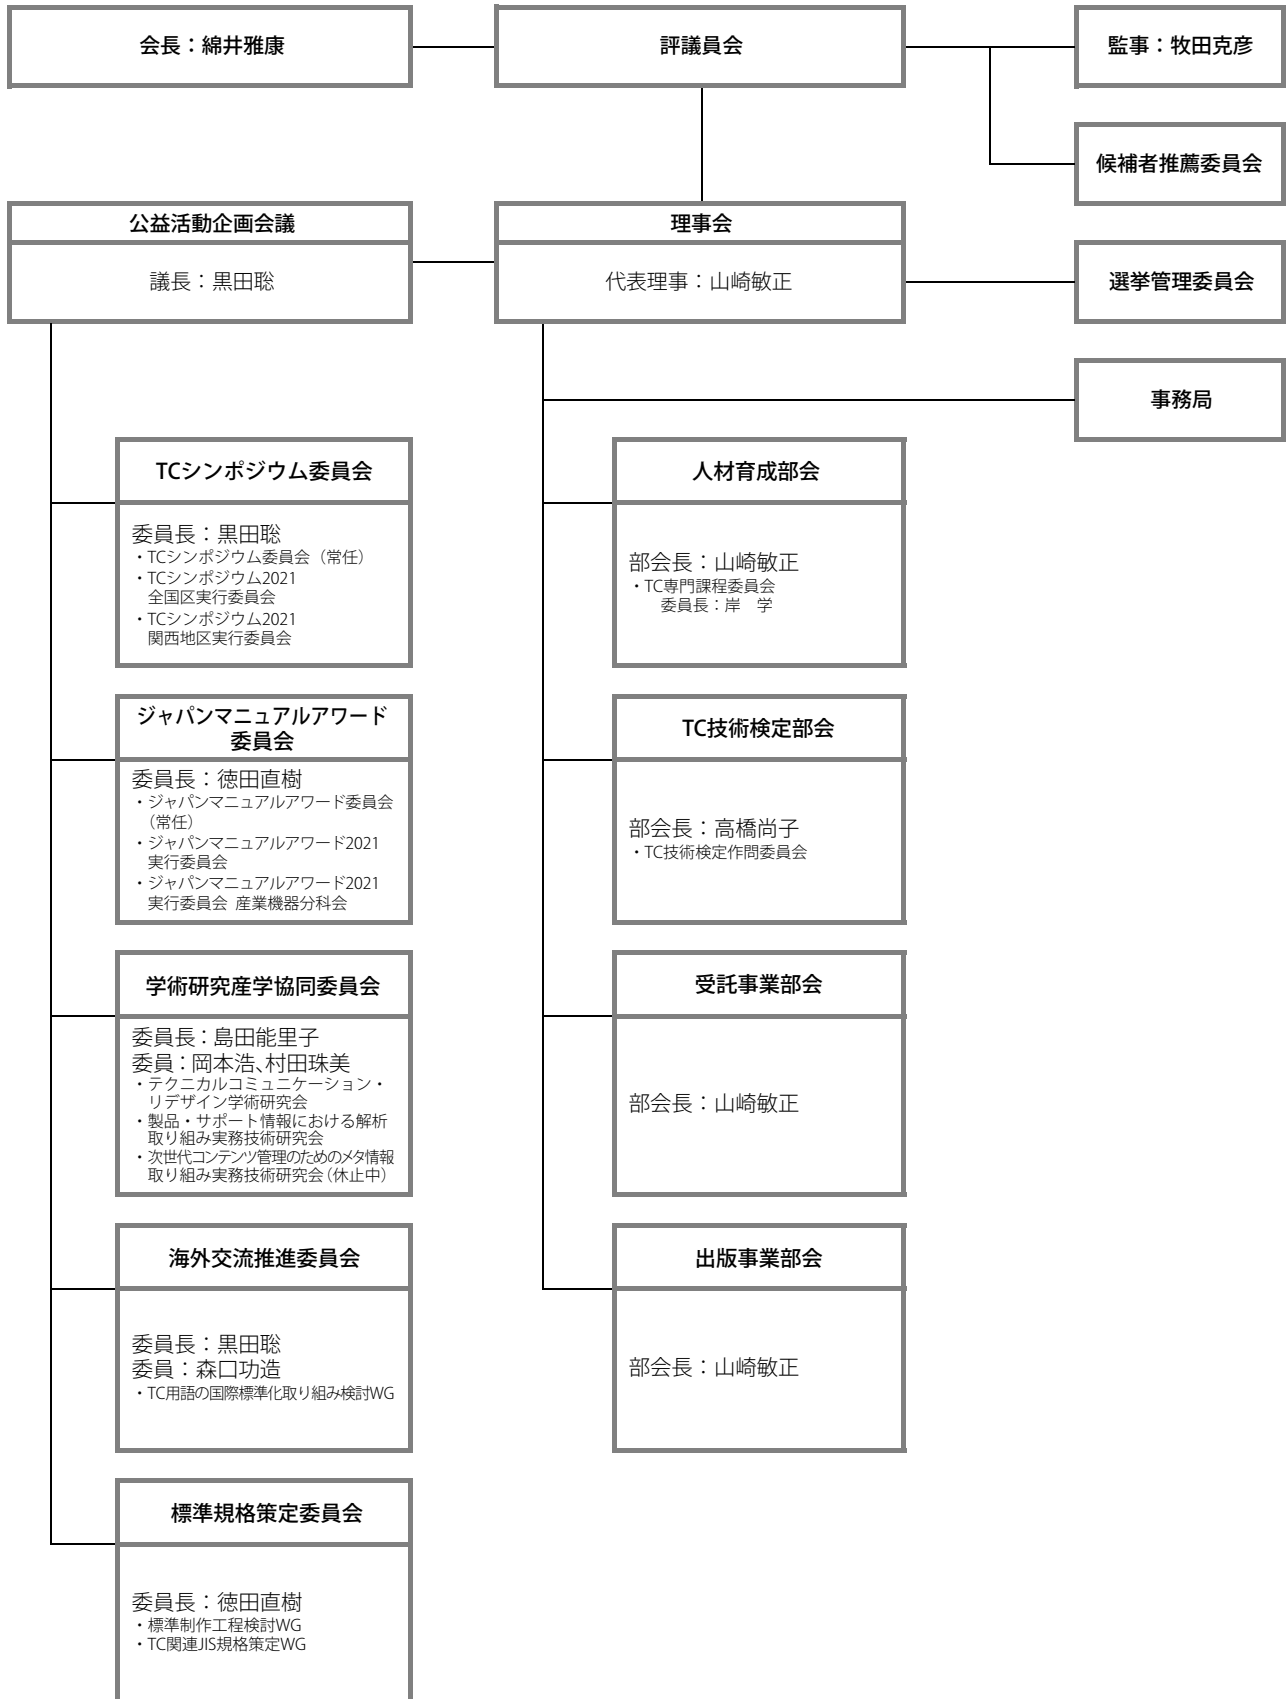 会長：綿井雅康
評議員会
監事：牧田克彦
候補者推薦委員会
公益活動企画会議
議長：黒田聡
理事会
代表理事：山崎敏正
選挙管理委員会
事務局
TCシンポジウム委員会
委員長：黒田聡
・TCシンポジウム委員会（常任）
・TCシンポジウム2021
全国区実行委員会
・TCシンポジウム2021
関西地区実行委員会
ジャパンマニュアルアワード
委員会
委員長：徳田直樹
・ジャパンマニュアルアワード委員会
（常任）
・ジャパンマニュアルアワード2021
実行委員会
・ジャパンマニュアルアワード2021
実行委員会 産業機器分科会
学術研究産学協同委員会
委員長：島田能里子
委員：岡本浩、村田珠美
・テクニカルコミュニケーション・
リデザイン学術研究会
・製品・サポート情報における解析
取り組み実務技術研究会
・次世代コンテンツ管理のためのメタ情報
取り組み実務技術研究会（休止中）
海外交流推進委員会
委員長：黒田聡
委員：森口功造
・TC用語の国際標準化取り組み検討WG
標準規格策定委員会
委員長：徳田直樹
・標準制作工程検討WG
・TC関連JIS規格策定WG
人材育成部会
部会長：山崎敏正
・TC専門課程委員会
委員長：岸　学
TC技術検定部会
部会長：高橋尚子
・TC技術検定作問委員会
受託事業部会
部会長：山崎敏正
出版事業部会
部会長：山崎敏正